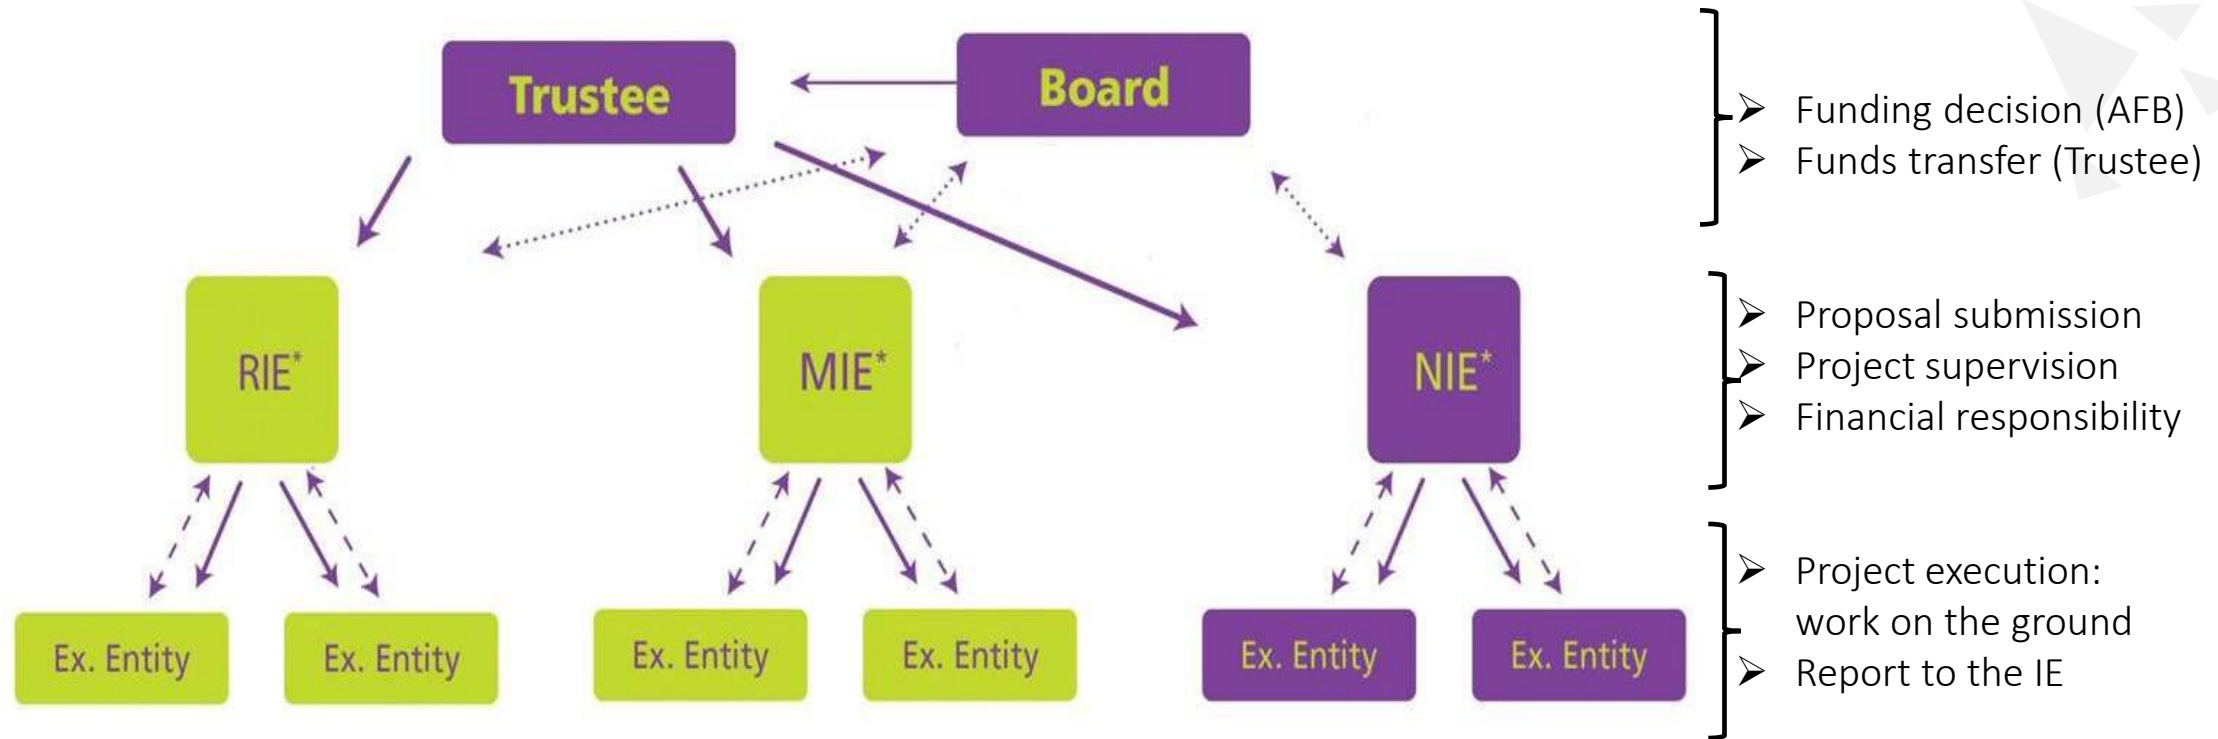 Trustee
Board
Funding decision (AFB)
Funds transfer (Trustee)
RIE*
MIE*
NIE*
Proposal submission
Project supervision
Financial responsibility
Ex. Entity
Ex. Entity
Ex. Entity
Ex. Entity
Ex. Entity
Ex. Entity
Project execution:
work on the ground
Report to the IE